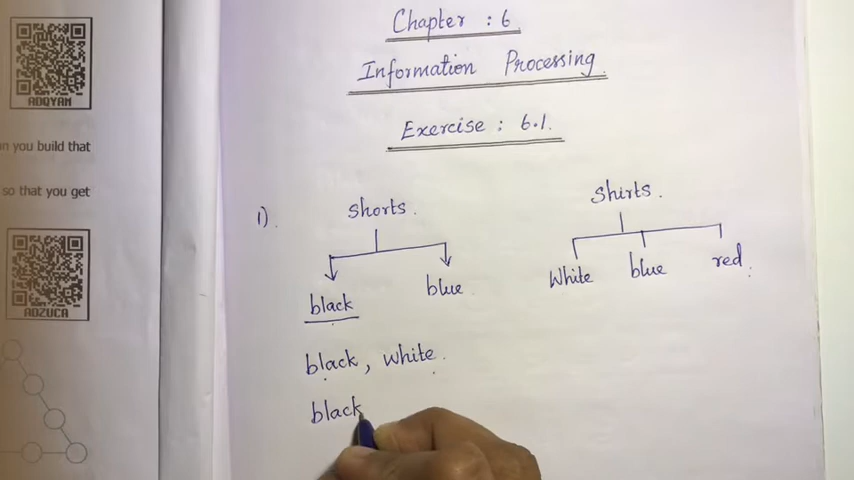 Chapter : 6
Information Processing
Exercise : 6.1.
ADQYAM
n you build that
so that you get
ADZUCA
1). Shorts. Shirts.
black blue White blue red.
black, white.
black